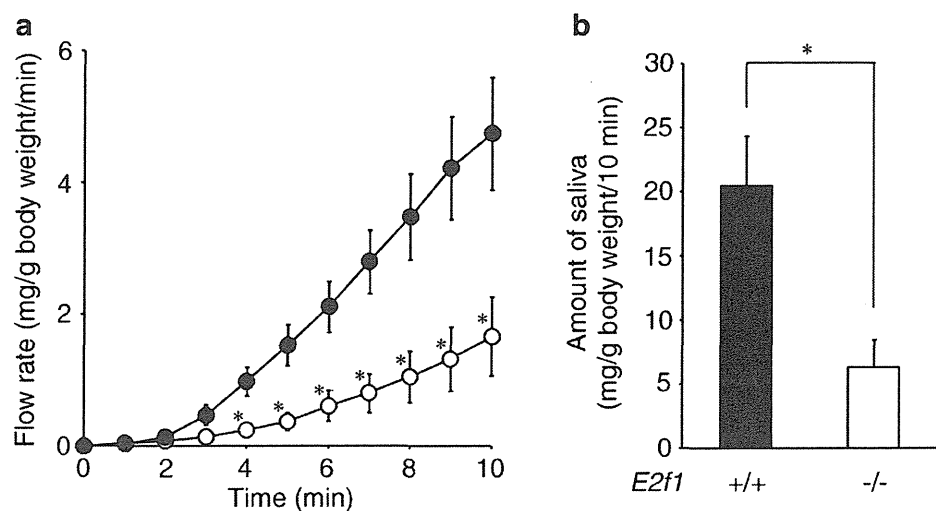 a
Flow rate (mg/g body weight/min)
6
4
2
0
* * * * * * *
0 2 4 6 8 10
Time (min)
b
Amount of saliva
(mg/g body weight/10 min)
30
25
20
15
10
5
0
*
E2f1 +/+ -/-